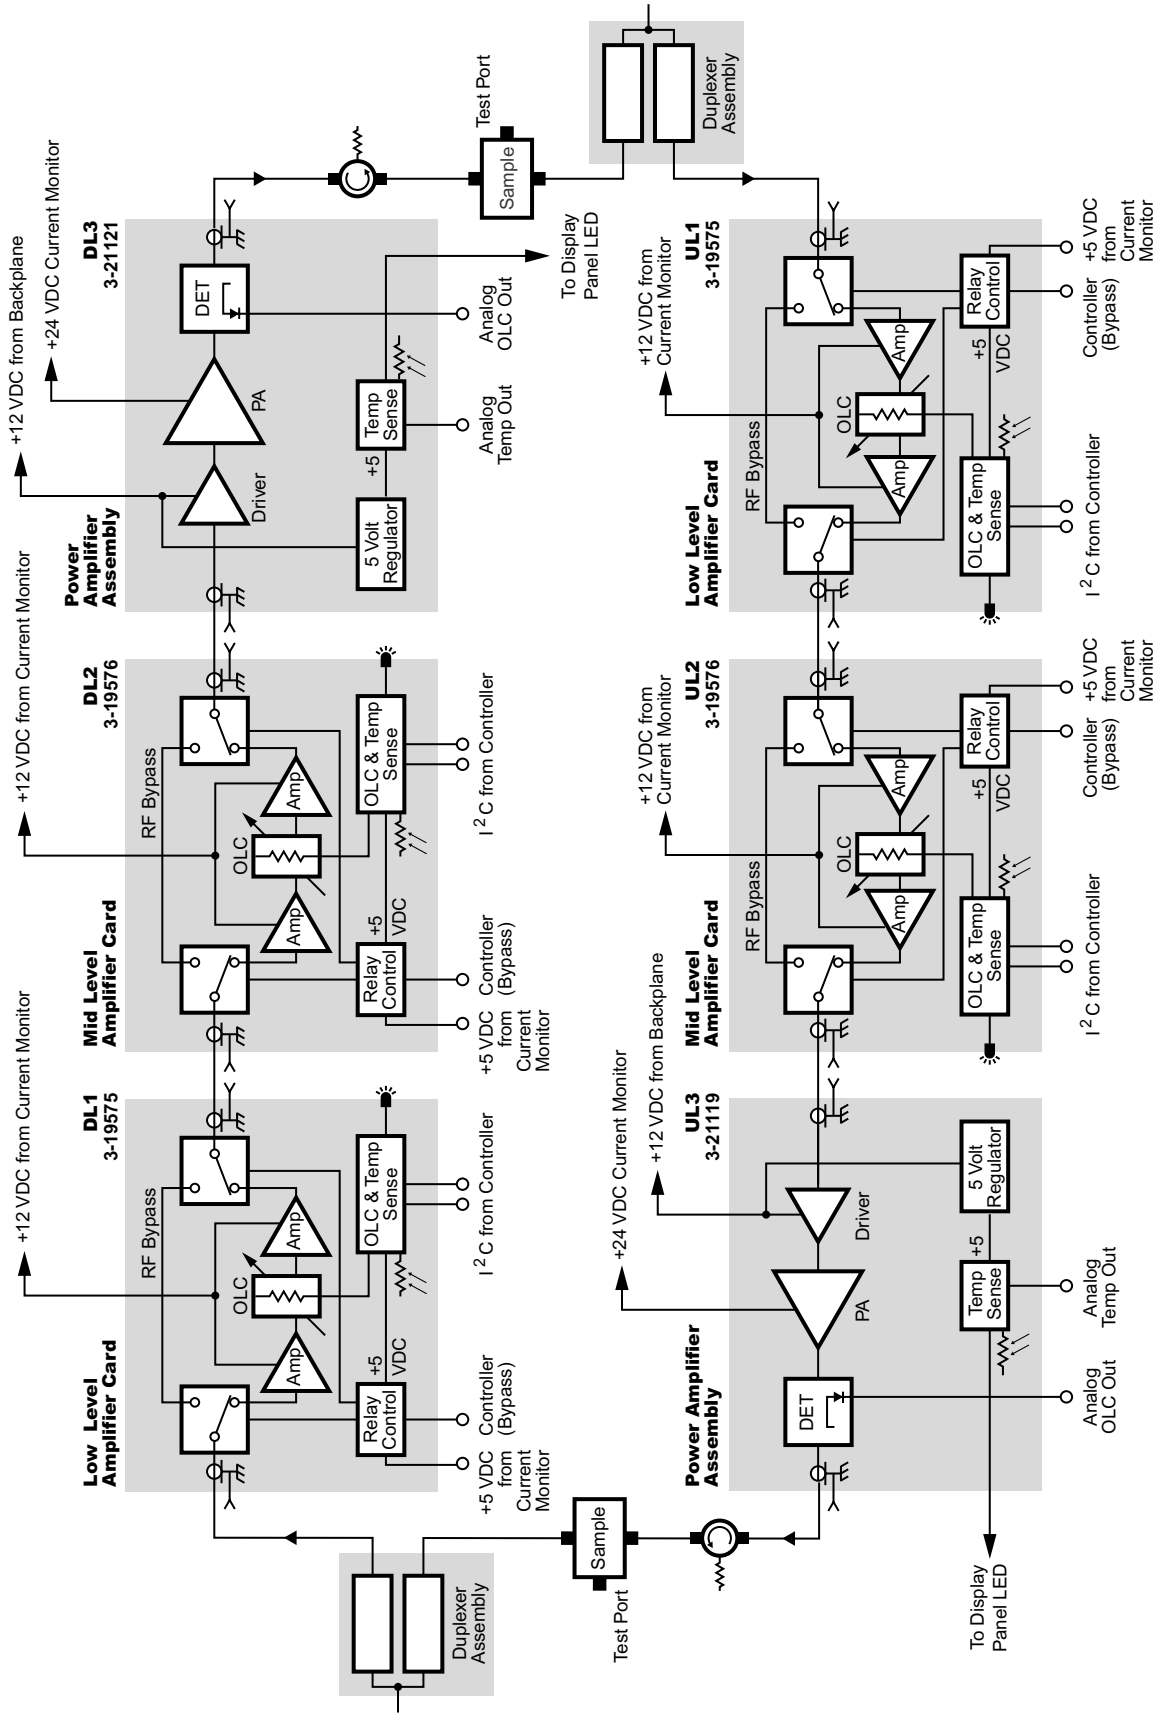 +12 VDC from Current Monitor
Low Level
Amplifier Card
DL1
3-19575
RF Bypass
OLC
Amp
Amp
+5
VDC
Relay
Control
OLC & Temp
Sense
+5 VDC
from
Current
Monitor
Controller
(Bypass)
I 2 C from Controller
+12 VDC from Current Monitor
Mid Level
Amplifier Card
DL2
3-19576
RF Bypass
OLC
Amp
Amp
+5
VDC
Relay
Control
OLC & Temp
Sense
+5 VDC
from
Current
Monitor
Controller
(Bypass)
I 2 C from Controller
+12 VDC from Backplane
+24 VDC Current Monitor
Power
Amplifier
Assembly
DL3
3-21121
Driver
PA
DET
5 Volt
Regulator
+5
Temp
Sense
Analog
Temp Out
Analog
OLC Out
To Display
Panel LED
Sample
Test Port
Duplexer
Assembly
Duplexer
Assembly
Sample
Test Port
+24 VDC Current Monitor
+12 VDC from Backplane
Power Amplifier
Assembly
UL3
3-21119
DET
PA
Driver
Temp
Sense
+5
5 Volt
Regulator
To Display
Panel LED
Analog
OLC Out
Analog
Temp Out
+12 VDC from
Current Monitor
Mid Level
Amplifier Card
UL2
3-19576
RF Bypass
OLC
Amp
Amp
OLC & Temp
Sense
+5
VDC
Relay
Control
I 2 C from Controller
Controller
(Bypass)
+5 VDC
from
Current
Monitor
+12 VDC from
Current Monitor
Low Level
Amplifier Card
UL1
3-19575
RF Bypass
OLC
Amp
Amp
OLC & Temp
Sense
+5
VDC
Relay
Control
I 2 C from Controller
Controller
(Bypass)
+5 VDC
from
Current
Monitor